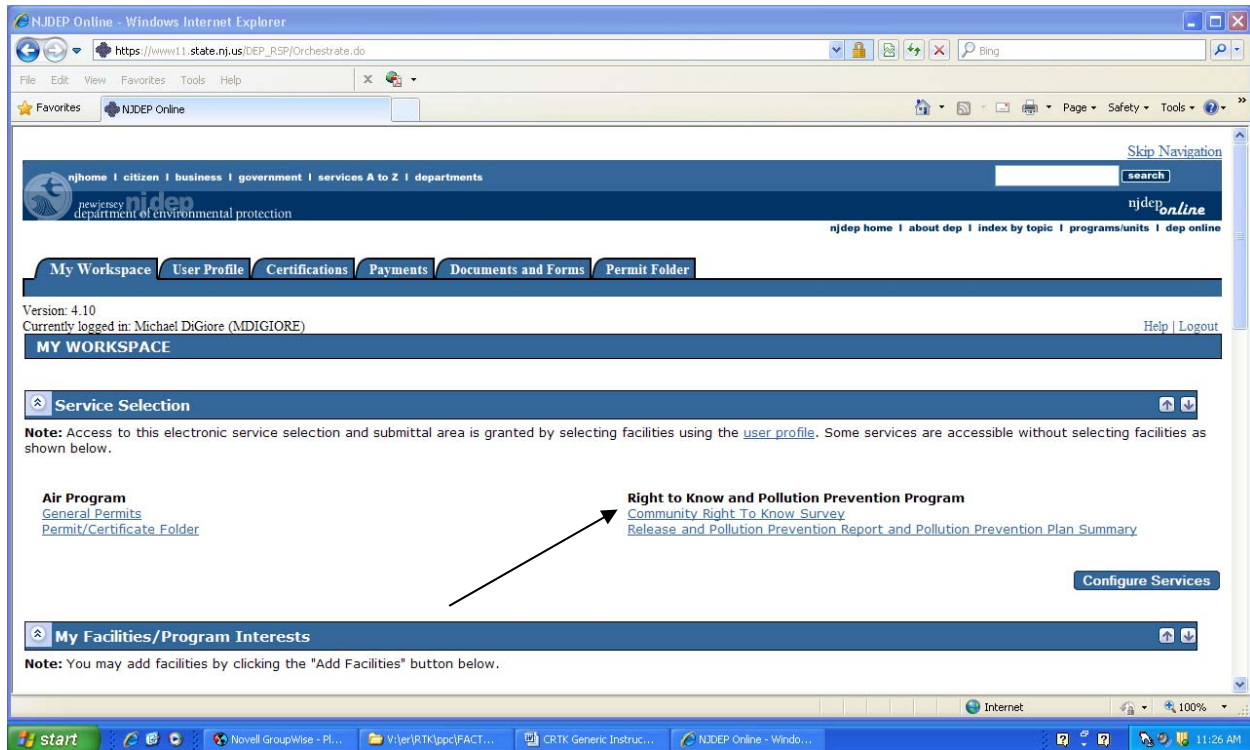 NJDEP Online - Windows Internet Explorer
https://www11.state.nj.us/DEP_RSP/Orchestrate.do
Bing
File Edit View Favorites Tools Help
X
Favorites NJDEP Online Page Safety Tools »
Skip Navigation
njhome | citizen | business | government | services A to Z | departments
search
newjersey njdep
department of environmental protection
njdeponline
njdep home | about dep | index by topic | programs/units | dep online
My Workspace User Profile Certifications Payments Documents and Forms Permit Folder
Version: 4.10
Currently logged in: Michael DiGiore (MDIGIORE) Help | Logout
MY WORKSPACE
Service Selection
Note: Access to this electronic service selection and submittal area is granted by selecting facilities using the user profile. Some services are accessible without selecting facilities as
shown below.
Air Program
General Permits
Permit/Certificate Folder
Right to Know and Pollution Prevention Program
Community Right To Know Survey
Release and Pollution Prevention Report and Pollution Prevention Plan Summary
Configure Services
My Facilities/Program Interests
Note: You may add facilities by clicking the "Add Facilities" button below.
Internet 100%
start Novell GroupWise - Pl... V:\er\RTK\ppc\FACT... CRTK Generic Instruc... NJDEP Online - Windo... 11:26 AM